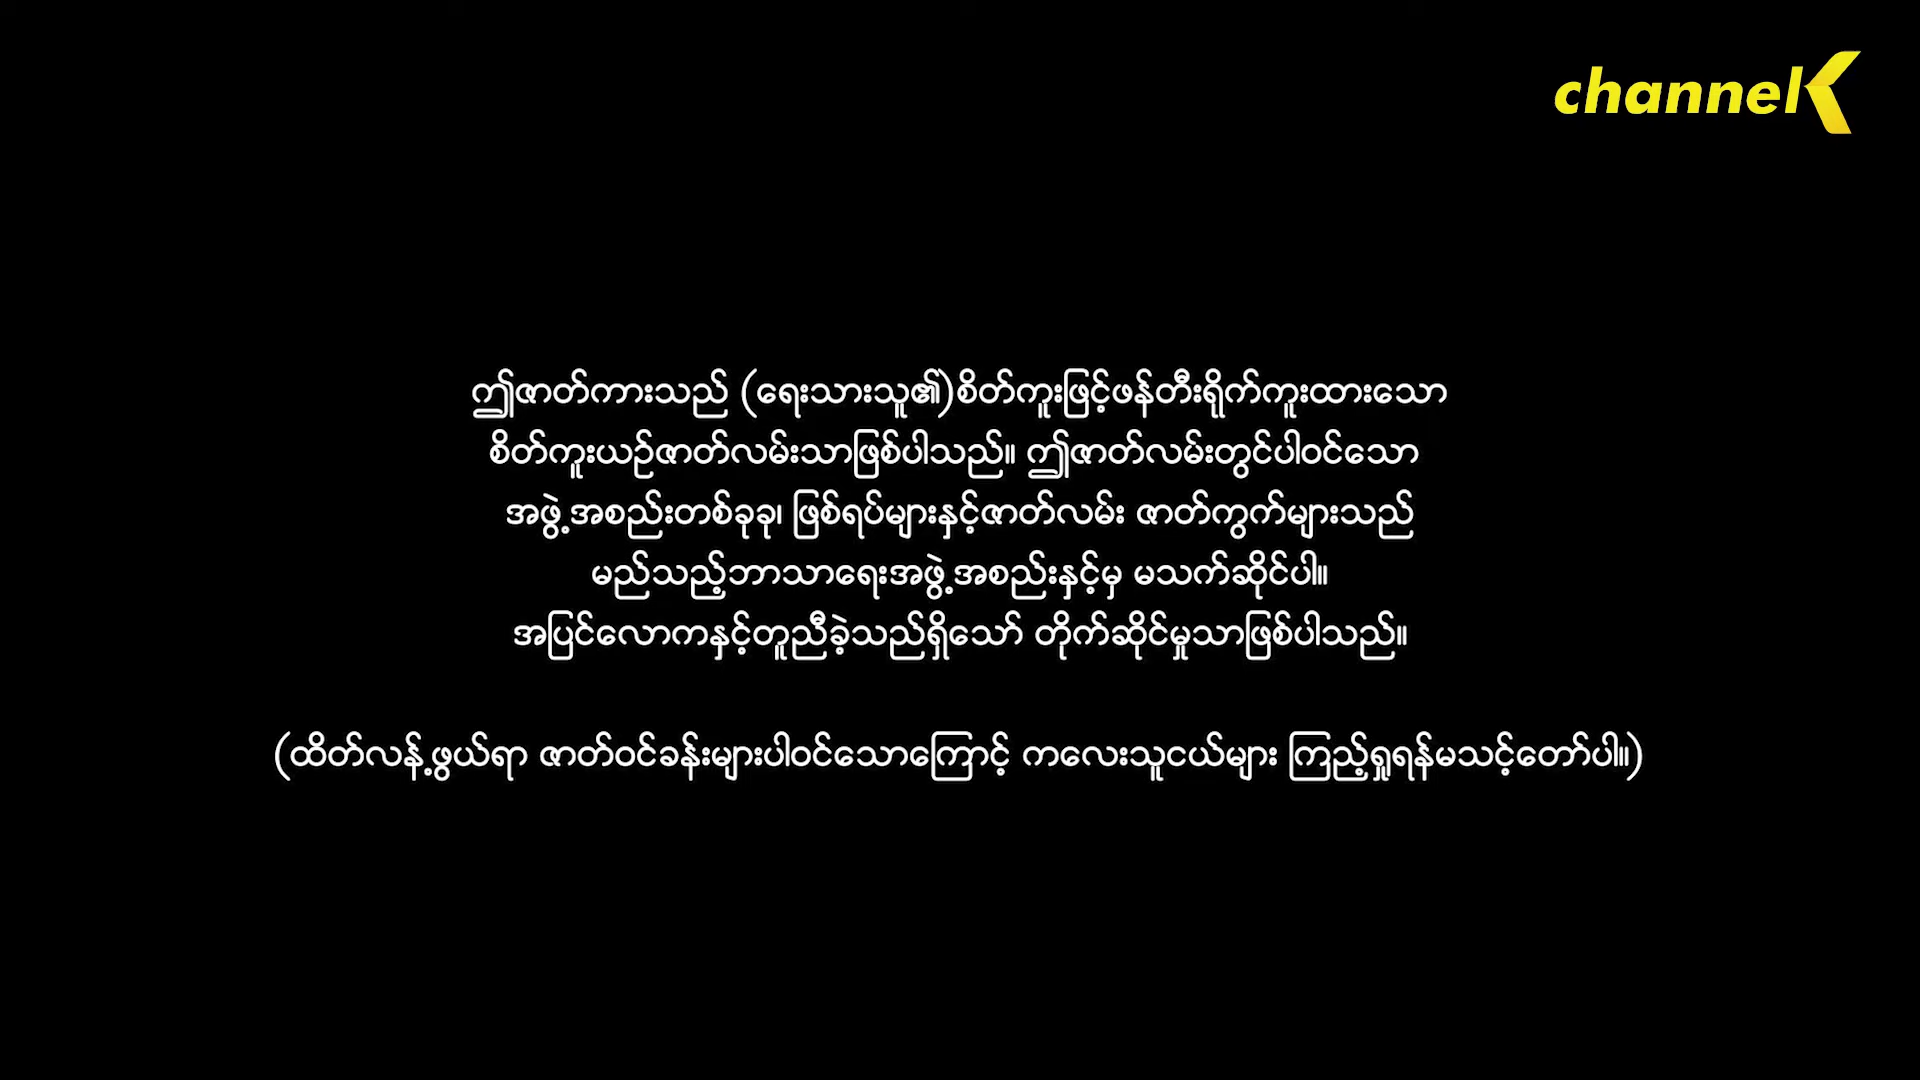 channelK
ဤဇာတ်ကားသည် (ရေးသားသူ၏)စိတ်ကူးဖြင့်ဖန်တီးရိုက်ကူးထားသော
စိတ်ကူးယဉ်ဇာတ်လမ်းသာဖြစ်ပါသည်။ ဤဇာတ်လမ်းတွင်ပါဝင်သော
အဖွဲ့အစည်းတစ်ခုခု၊ ဖြစ်ရပ်များနှင့်ဇာတ်လမ်း ဇာတ်ကွက်များသည်
မည်သည့်ဘာသာရေးအဖွဲ့အစည်းနှင့်မှ မသက်ဆိုင်ပါ။
အပြင်လောကနှင့်တူညီခဲ့သည်ရှိသော် တိုက်ဆိုင်မှုသာဖြစ်ပါသည်။
(ထိတ်လန့်ဖွယ်ရာ ဇာတ်ဝင်ခန်းများပါဝင်သောကြောင့် ကလေးသူငယ်များ ကြည့်ရှုရန်မသင့်တော်ပါ။)